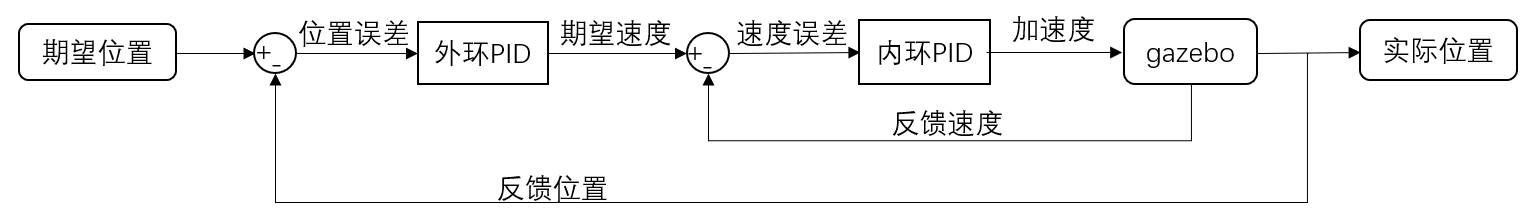 期望位置
+
-
位置误差
外环PID
期望速度
+
-
速度误差
内环PID
加速度
gazebo
实际位置
反馈速度
反馈位置